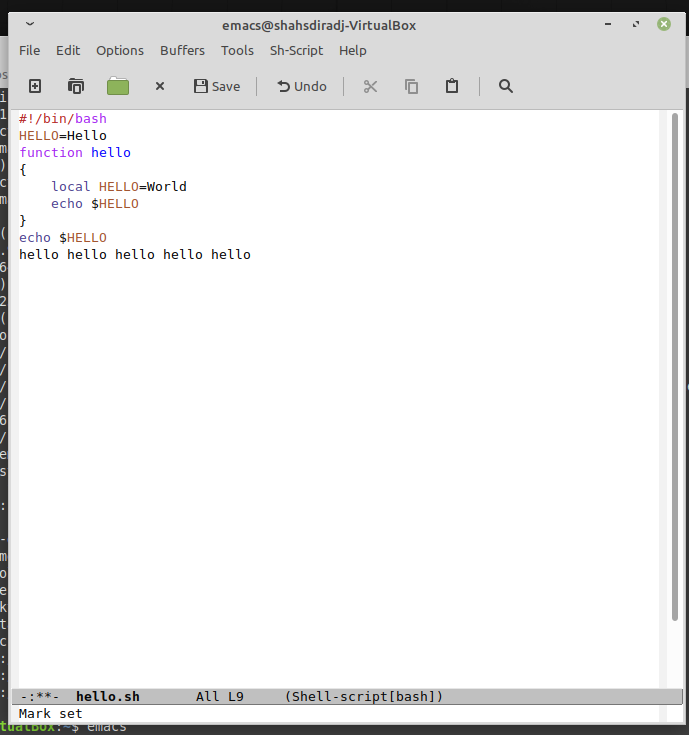 emacs@shahsdiradj-VirtualBox
File Edit Options Buffers Tools Sh-Script Help
Save Undo
#!/bin/bash
HELLO=Hello
function hello
{
    local HELLO=World
    echo $HELLO
}
echo $HELLO
hello hello hello hello hello
-:**-  hello.sh       All L9     (Shell-script[bash])
Mark set
tualBox:~$ emacs